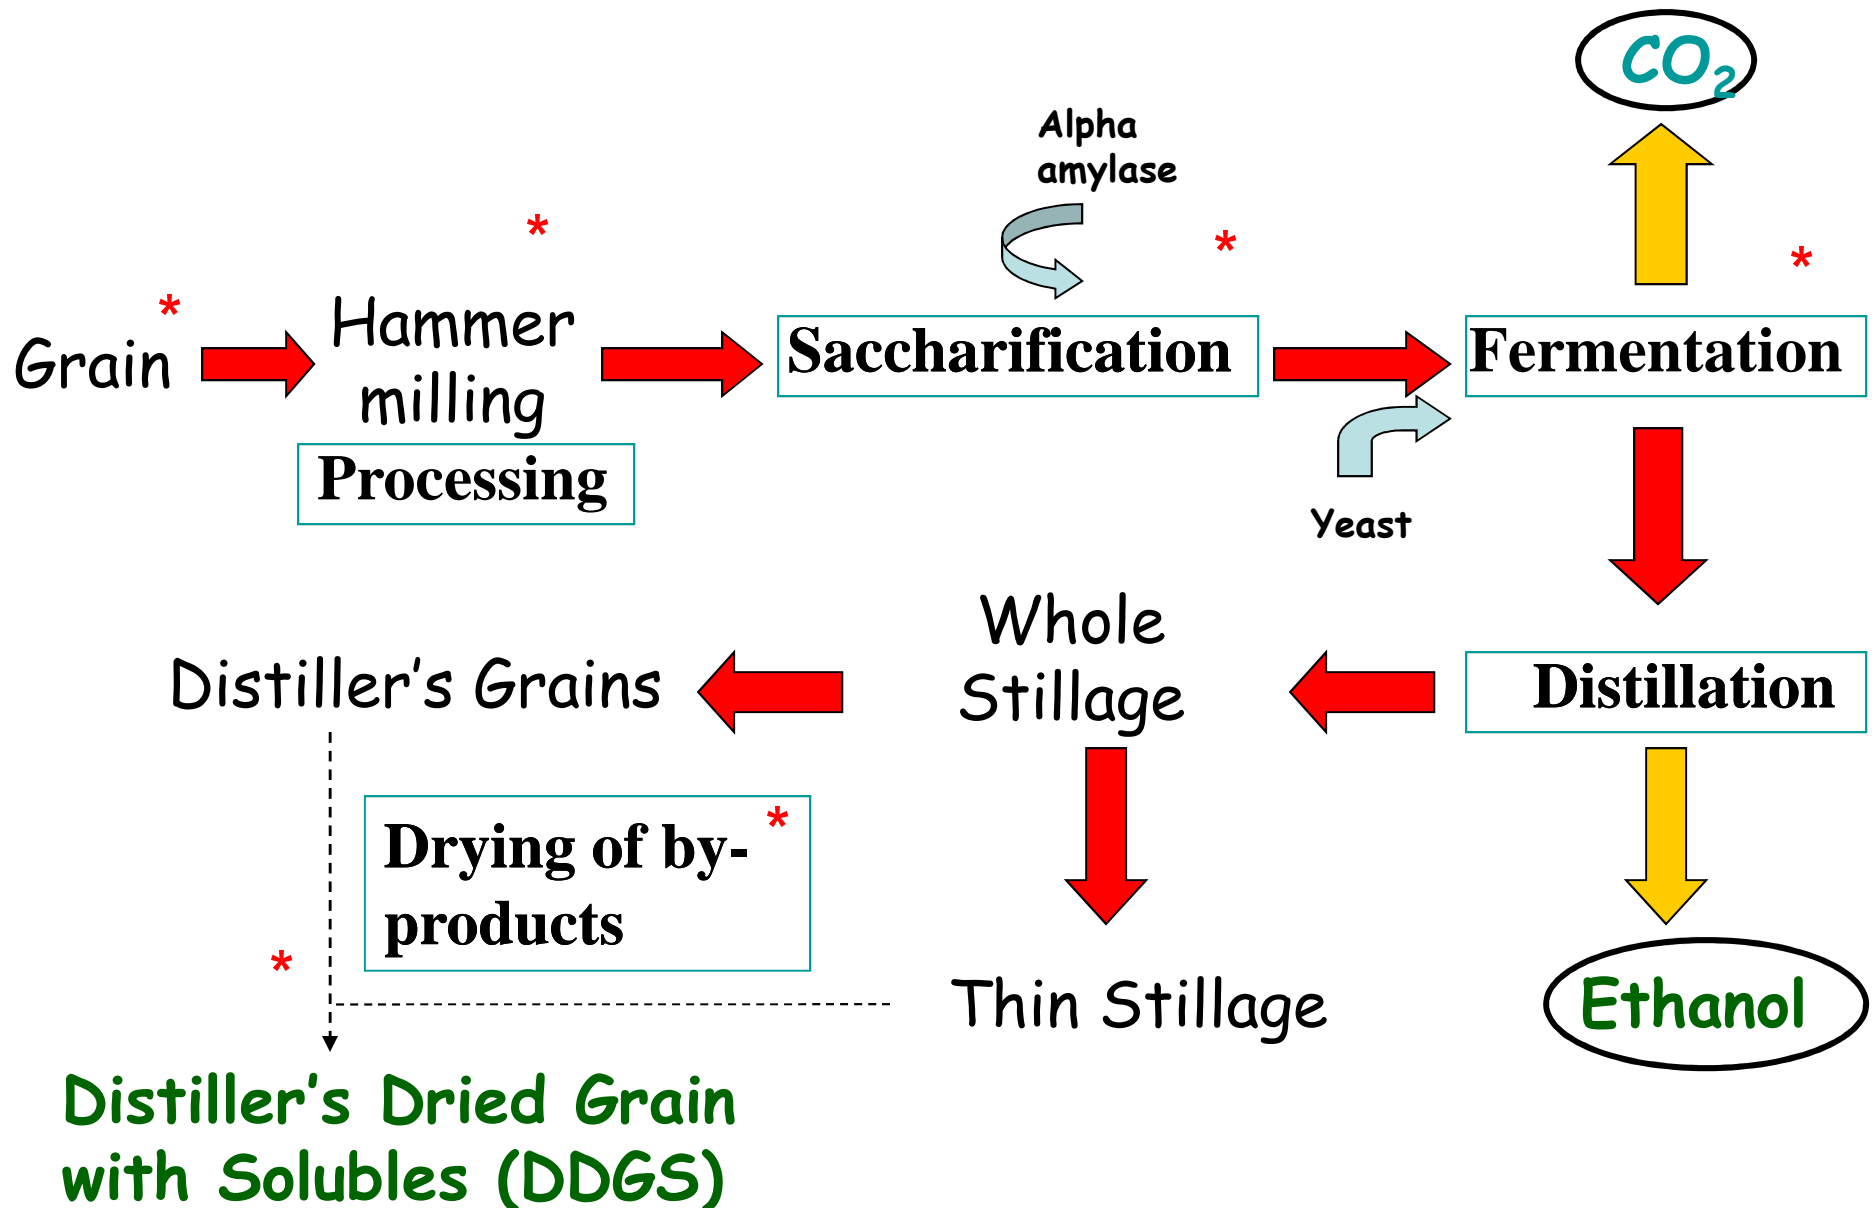 CO2
Alpha
amylase
*
*
*
*
Grain
Hammer
milling
Processing
Saccharification
Fermentation
Yeast
Whole
Stillage
Distiller's Grains
Distillation
Drying of by-
products
*
*
Thin Stillage
Ethanol
Distiller's Dried Grain
with Solubles (DDGS)